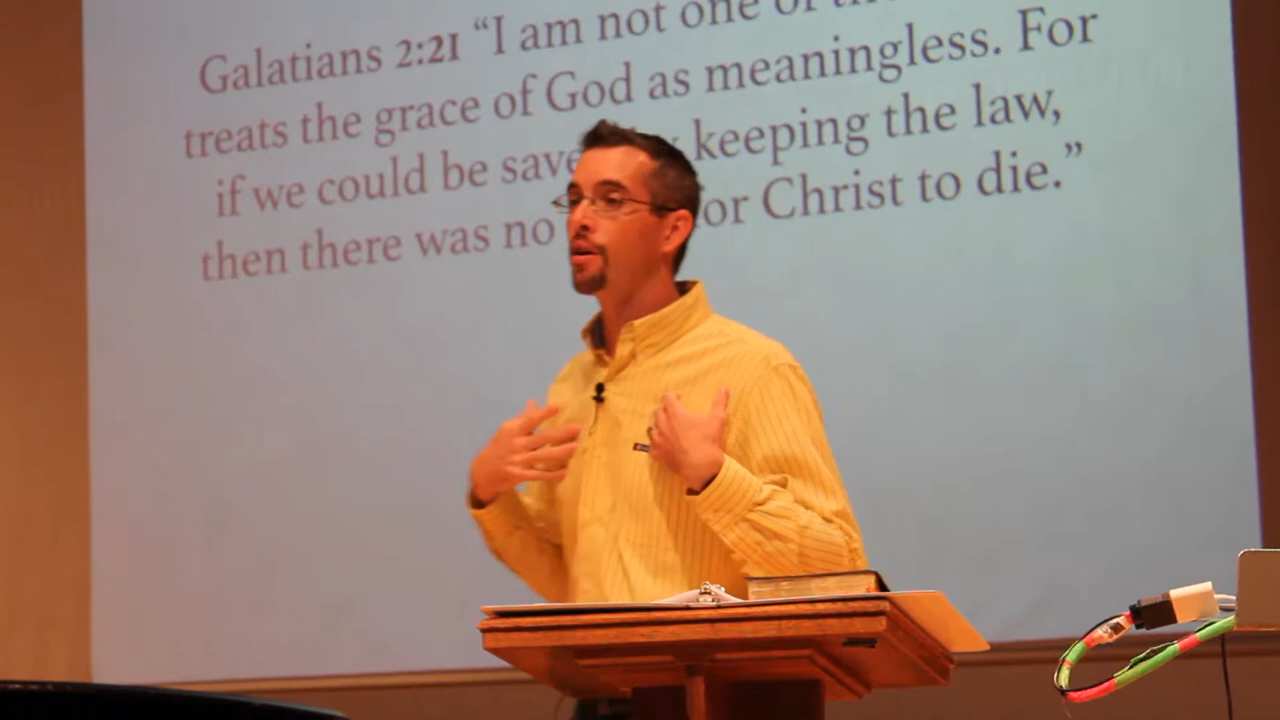 Galatians 2:21 “I am not one of
treats the grace of God as meaningless. For
if we could be save keeping the law,
then there was no or Christ to die.”